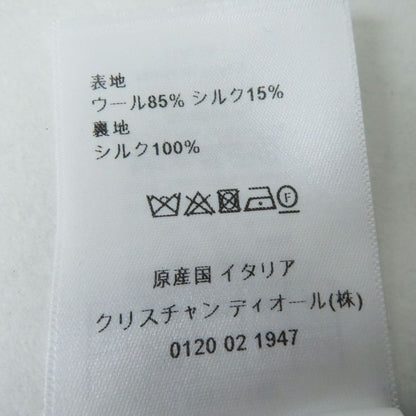 表地
ウール85% シルク15%
裏地
シルク100%
F
原産国 イタリア
クリスチャン ディオール(株)
0120 02 1947